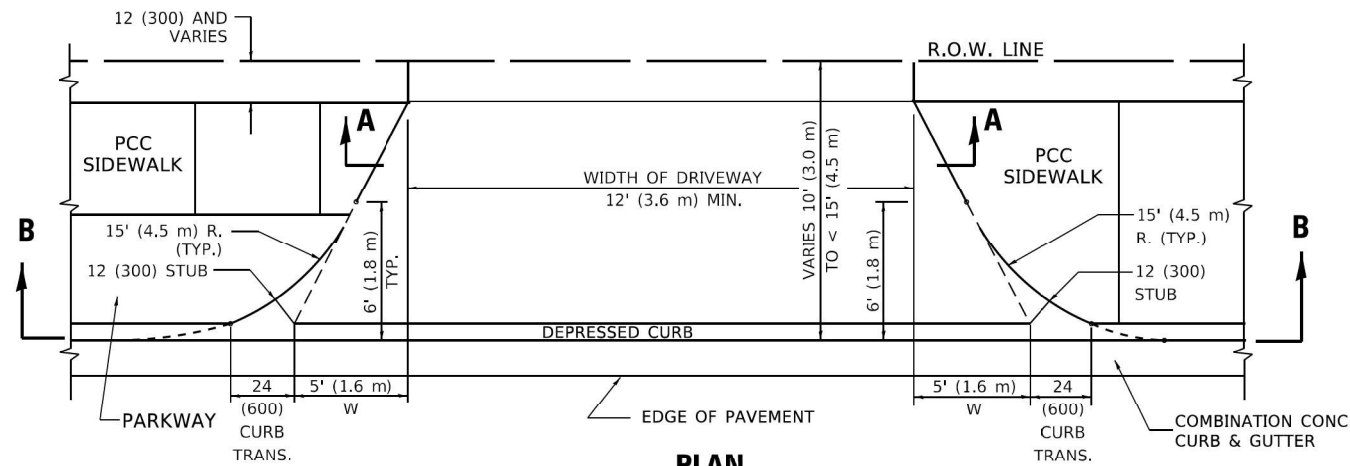 12 (300) AND
VARIES
R.O.W. LINE
A
A
PCC
SIDEWALK
PCC
SIDEWALK
WIDTH OF DRIVEWAY
12' (3.6 m) MIN.
VARIES 10' (3.0 m)
TO < 15' (4.5 m)
B
B
15' (4.5 m) R.
(TYP.)
15' (4.5 m)
R. (TYP.)
12 (300) STUB
12 (300)
STUB
6' (1.8 m)
TYP.
6' (1.8 m)
DEPRESSED CURB
24
(600)
CURB
TRANS.
5' (1.6 m)
W
5' (1.6 m)
W
24
(600)
CURB
TRANS.
PARKWAY
EDGE OF PAVEMENT
COMBINATION CONC
CURB & GUTTER
PLAN